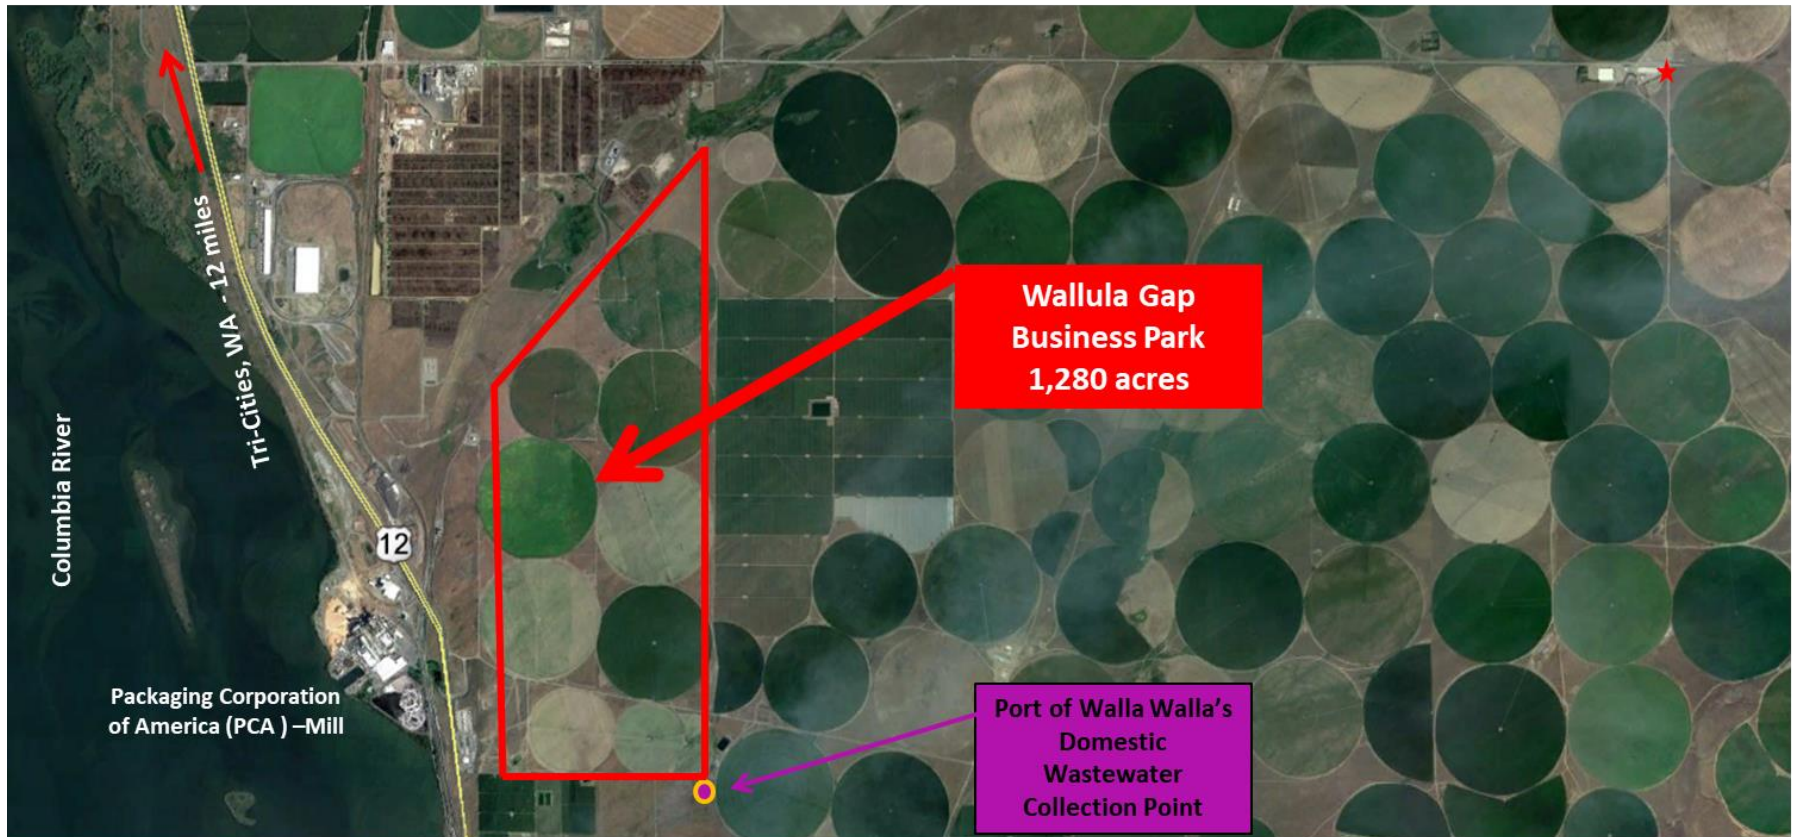 Tri-Cities, WA - 12 miles
Wallula Gap
Business Park
1,280 acres
Columbia River
12
Packaging Corporation
of America (PCA ) –Mill
Port of Walla Walla’s
Domestic
Wastewater
Collection Point